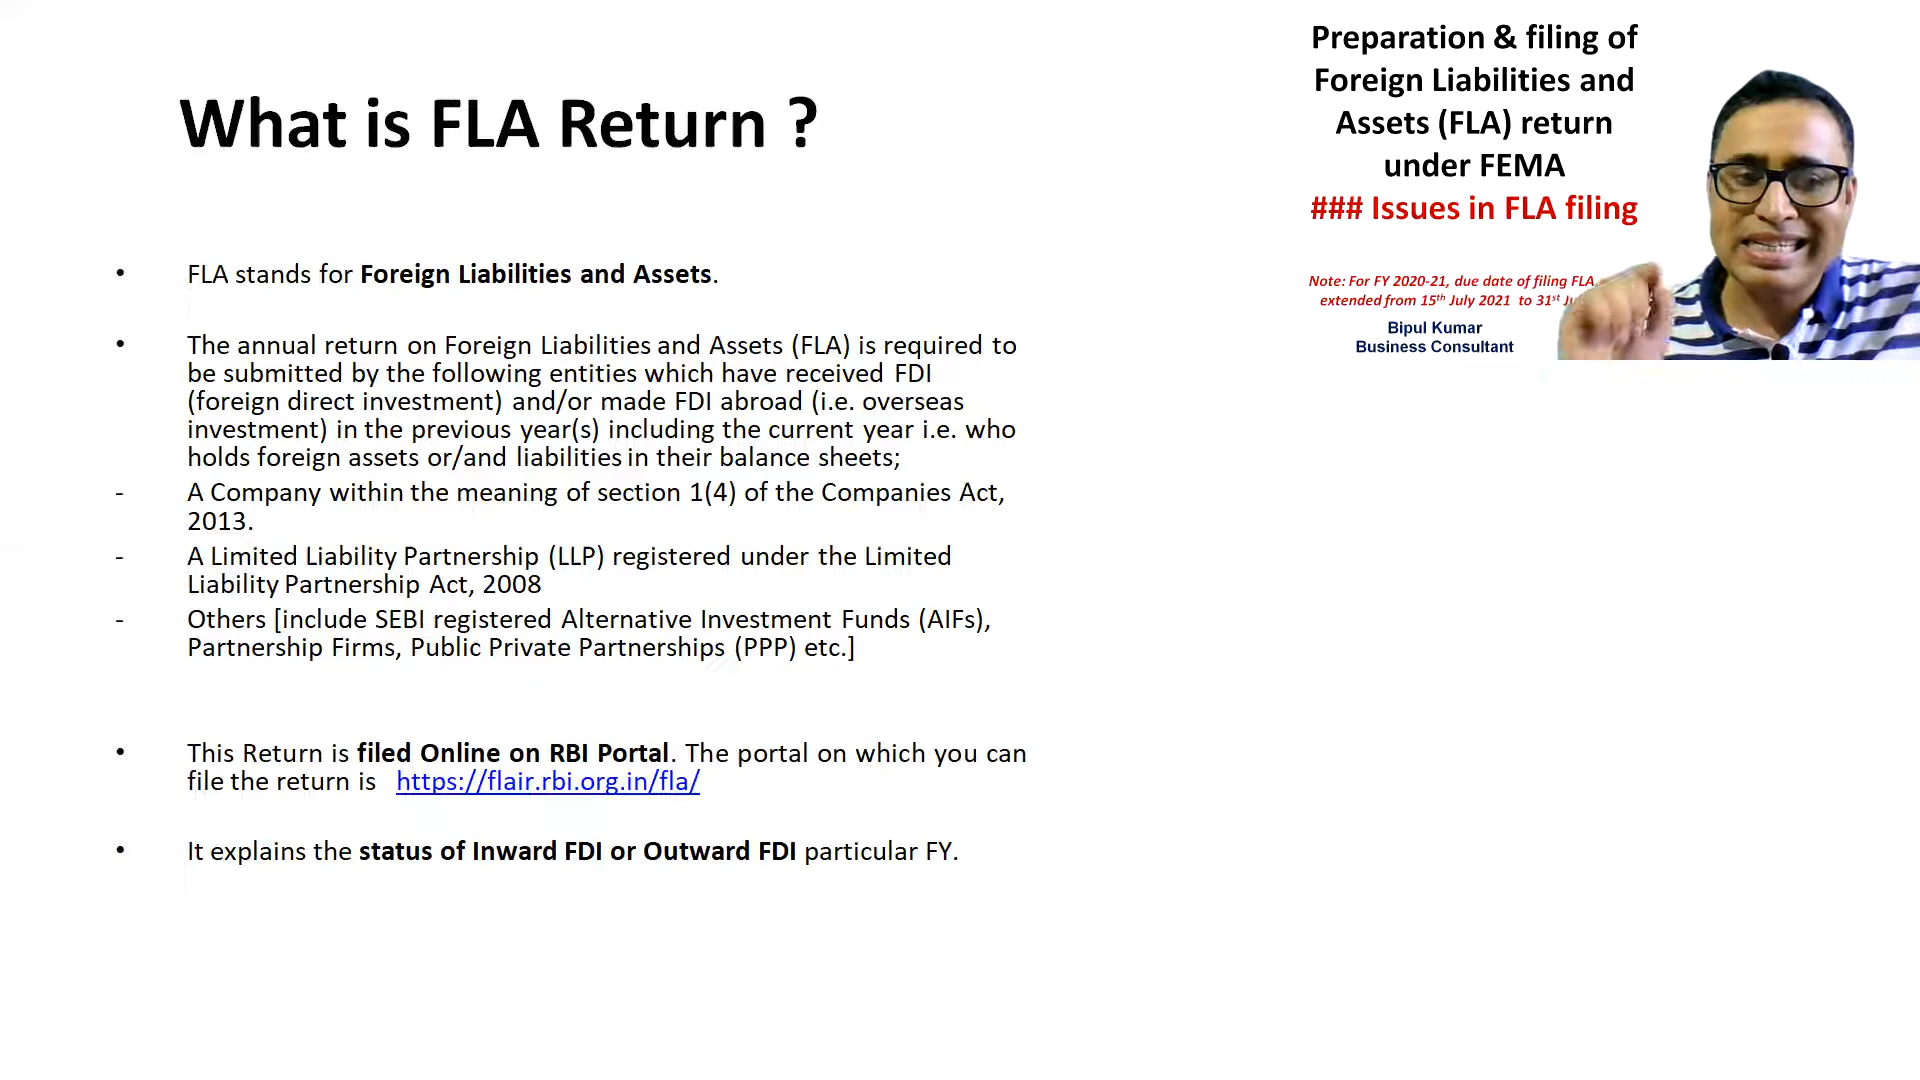 What is FLA Return ?
• FLA stands for Foreign Liabilities and Assets.
• The annual return on Foreign Liabilities and Assets (FLA) is required to
be submitted by the following entities which have received FDI
(foreign direct investment) and/or made FDI abroad (i.e. overseas
investment) in the previous year(s) including the current year i.e. who
holds foreign assets or/and liabilities in their balance sheets;
- A Company within the meaning of section 1(4) of the Companies Act,
2013.
- A Limited Liability Partnership (LLP) registered under the Limited
Liability Partnership Act, 2008
- Others [include SEBI registered Alternative Investment Funds (AIFs),
Partnership Firms, Public Private Partnerships (PPP) etc.]
• This Return is filed Online on RBI Portal. The portal on which you can
file the return is https://flair.rbi.org.in/fla/
• It explains the status of Inward FDI or Outward FDI particular FY.
Preparation & filing of
Foreign Liabilities and
Assets (FLA) return
under FEMA
### Issues in FLA filing
Note: For FY 2020-21, due date of filing FLA
extended from 15th July 2021 to 31st
Bipul Kumar
Business Consultant